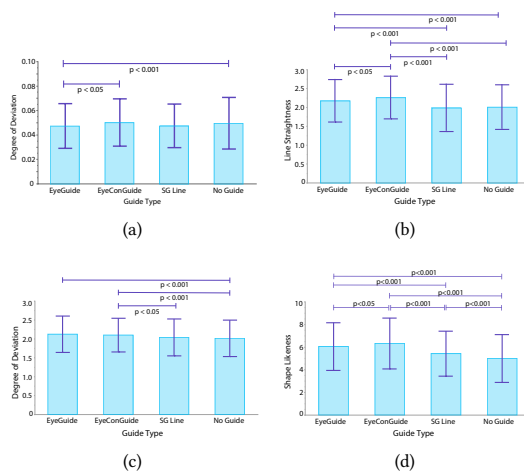 0.10
p < 0.001
0.08
p < 0.05
0.06
0.04
0.02
0
Degree of Deviation
EyeGuide EyeConGuide SG Line No Guide
Guide Type
(a)
p < 0.001
p < 0.001
p < 0.001
p < 0.05
p < 0.001
3.0
2.5
2.0
1.5
1.0
0.5
0.0
Line Straightness
EyeGuide EyeConGuide SG Line No Guide
Guide Type
(b)
p < 0.001
p < 0.001
p < 0.05
3.0
2.5
2.0
1.5
1.0
0.5
0.0
Degree of Deviation
EyeGuide EyeConGuide SG Line No Guide
Guide Type
(c)
p<0.001
p<0.001
p<0.001
p<0.05 p<0.001 p<0.001
10
8
6
4
2
0
Shape Likeness
EyeGuide EyeConGuide SG Line No Guide
Guide Type
(d)